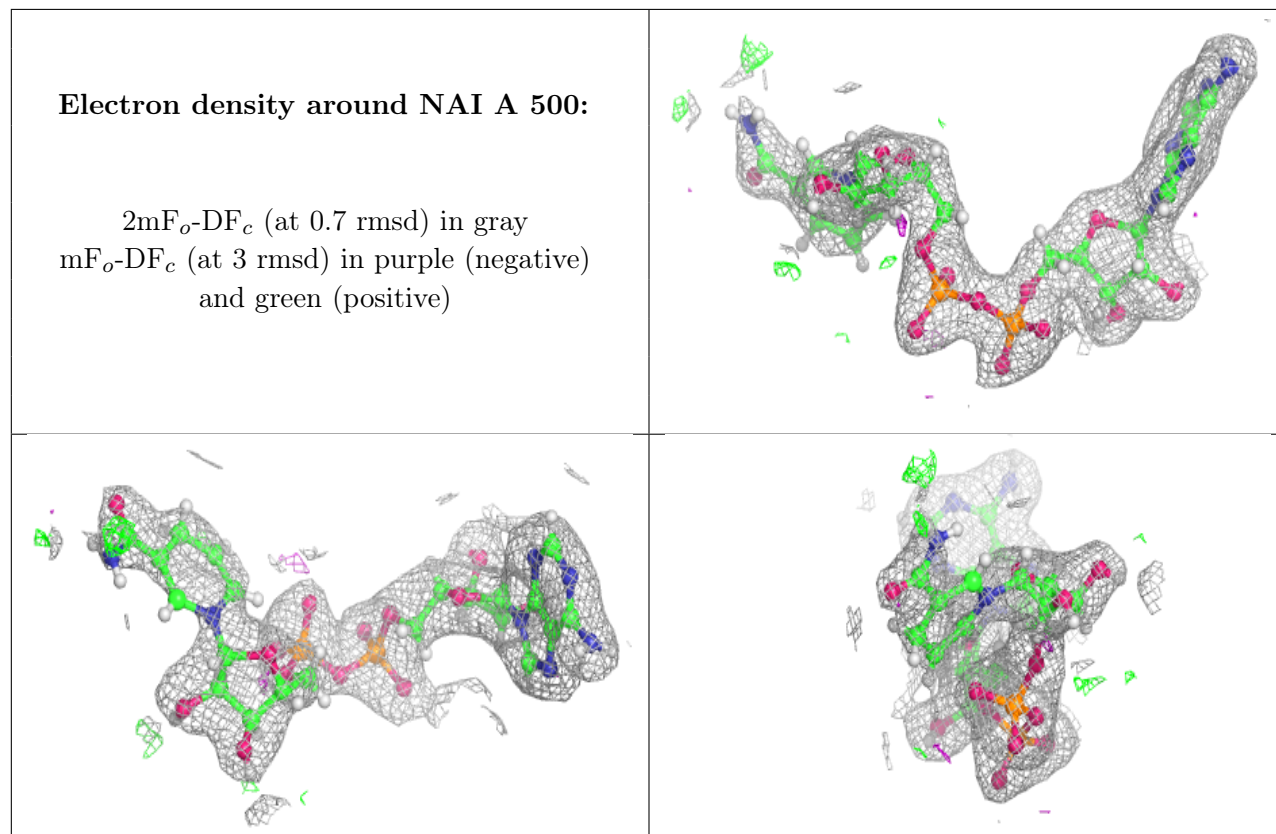 Electron density around NAI A 500:
2mFo-DFc (at 0.7 rmsd) in gray
mFo-DFc (at 3 rmsd) in purple (negative)
and green (positive)